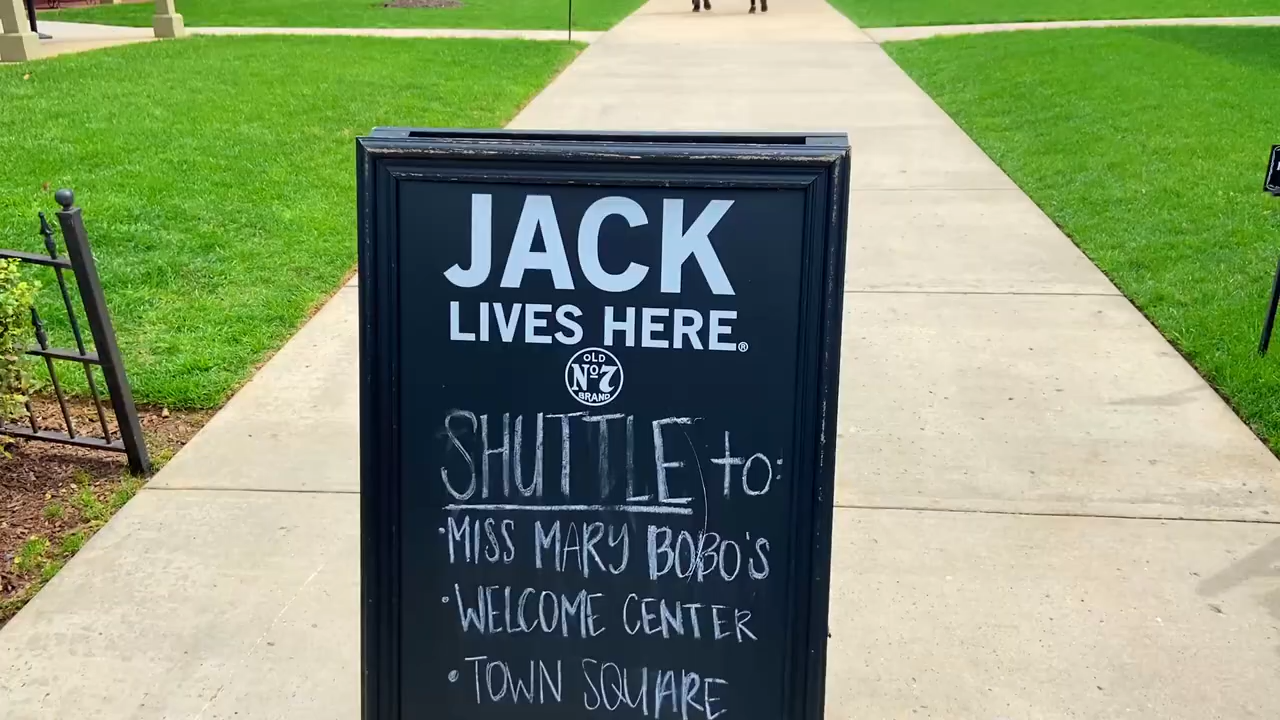 JACK
LIVES HERE®
OLD
Nº7
BRAND
SHUTTLE to:
·MISS MARY BOBO'S
·WELCOME CENTER
·TOWN SQUARE